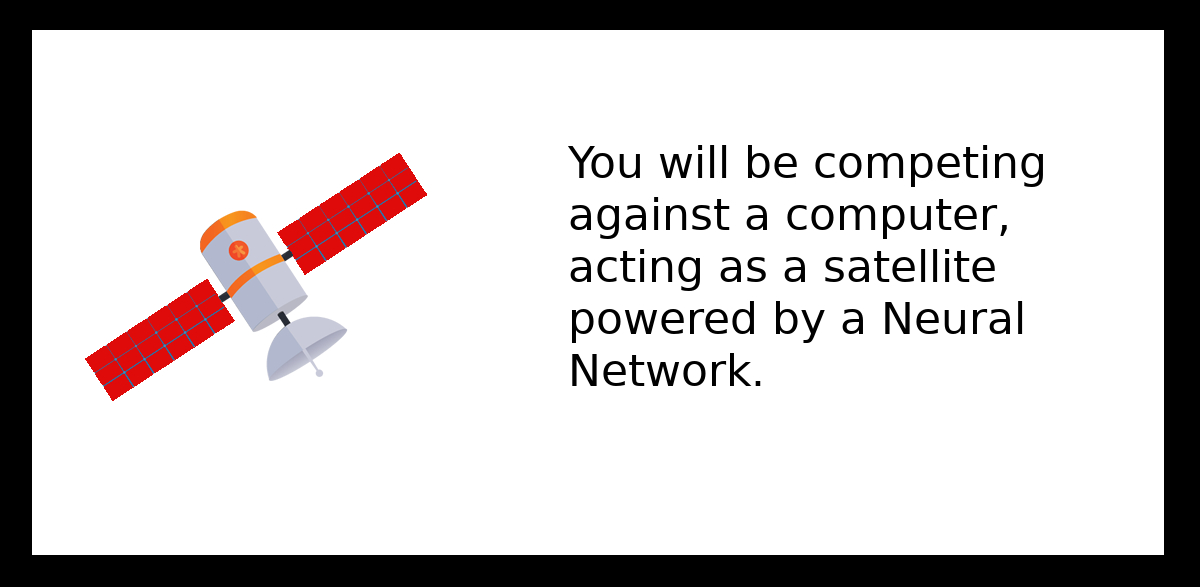 You will be competing
against a computer,
acting as a satellite
powered by a Neural
Network.